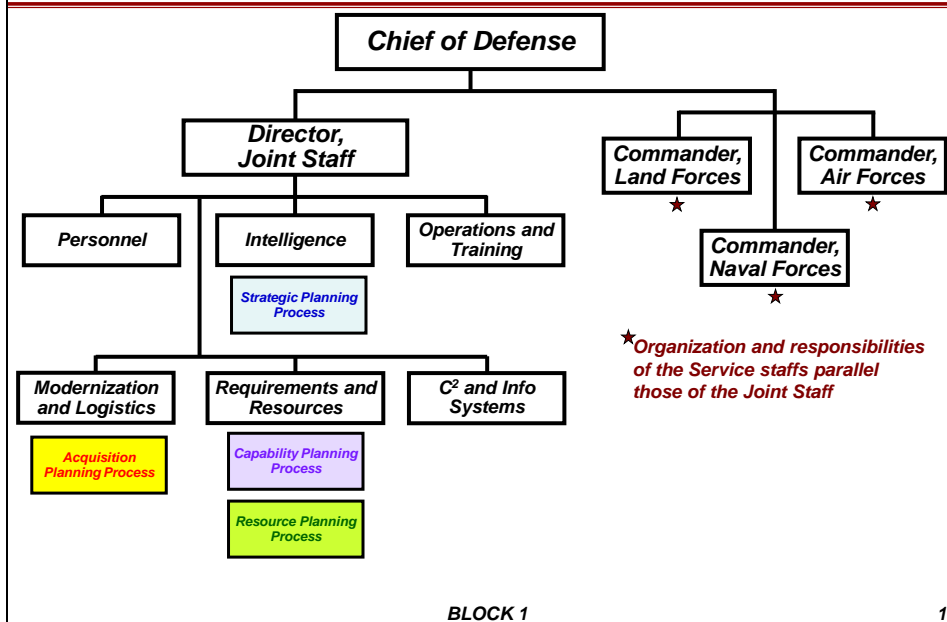 Chief of Defense
Director,
Joint Staff
Commander,
Land Forces
Commander,
Air Forces
Personnel
Intelligence
Operations and
Training
Commander,
Naval Forces
Strategic Planning
Process
Organization and responsibilities
of the Service staffs parallel
those of the Joint Staff
Modernization
and Logistics
Requirements and
Resources
C² and Info
Systems
Acquisition
Planning Process
Capability Planning
Process
Resource Planning
Process
BLOCK 1
1